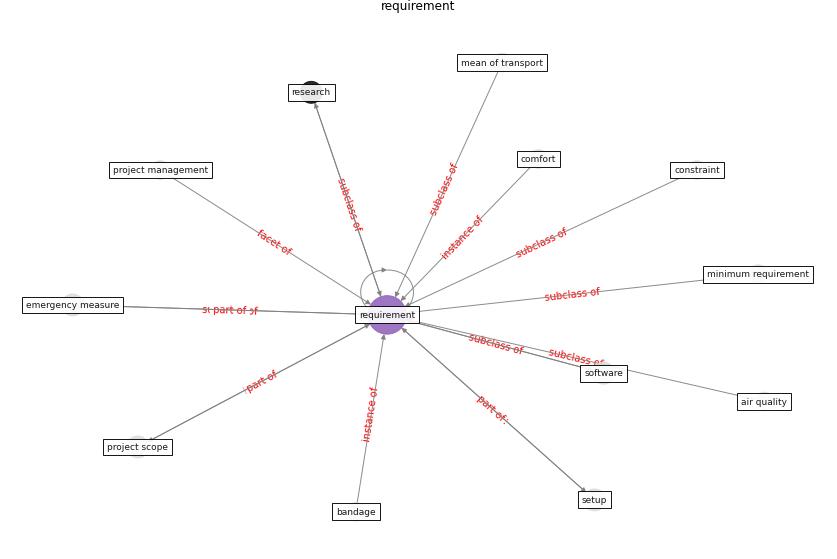 requirement
mean of transport
research
comfort
project management
constraint
subclass of
subclass of
instance of
facet of
subclass of
minimum requirement
subclass of
emergency measure
part of
requirement
subclass of
subclass of
software
part of
air quality
part of
instance of
project scope
setup
bandage